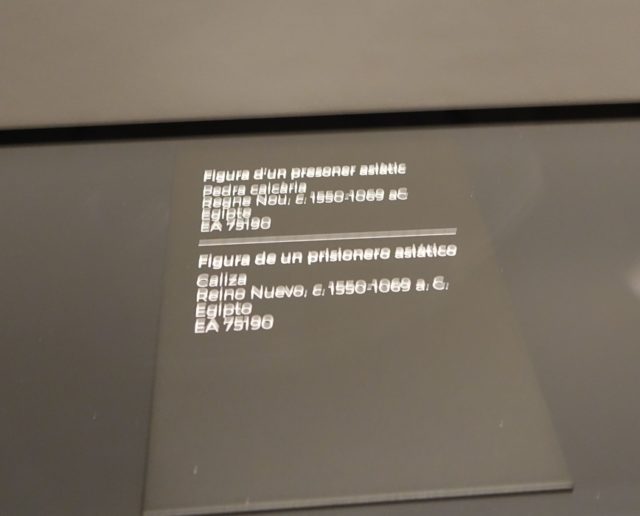 Figura d'un presoner asiàtic
Pedra calcària
Regne Nou, c. 1550-1069 aC
Egipte
EA 75190
Figura de un prisionero asiático
Caliza
Reino Nuevo, c. 1550-1069 a. C.
Egipto
EA 75190